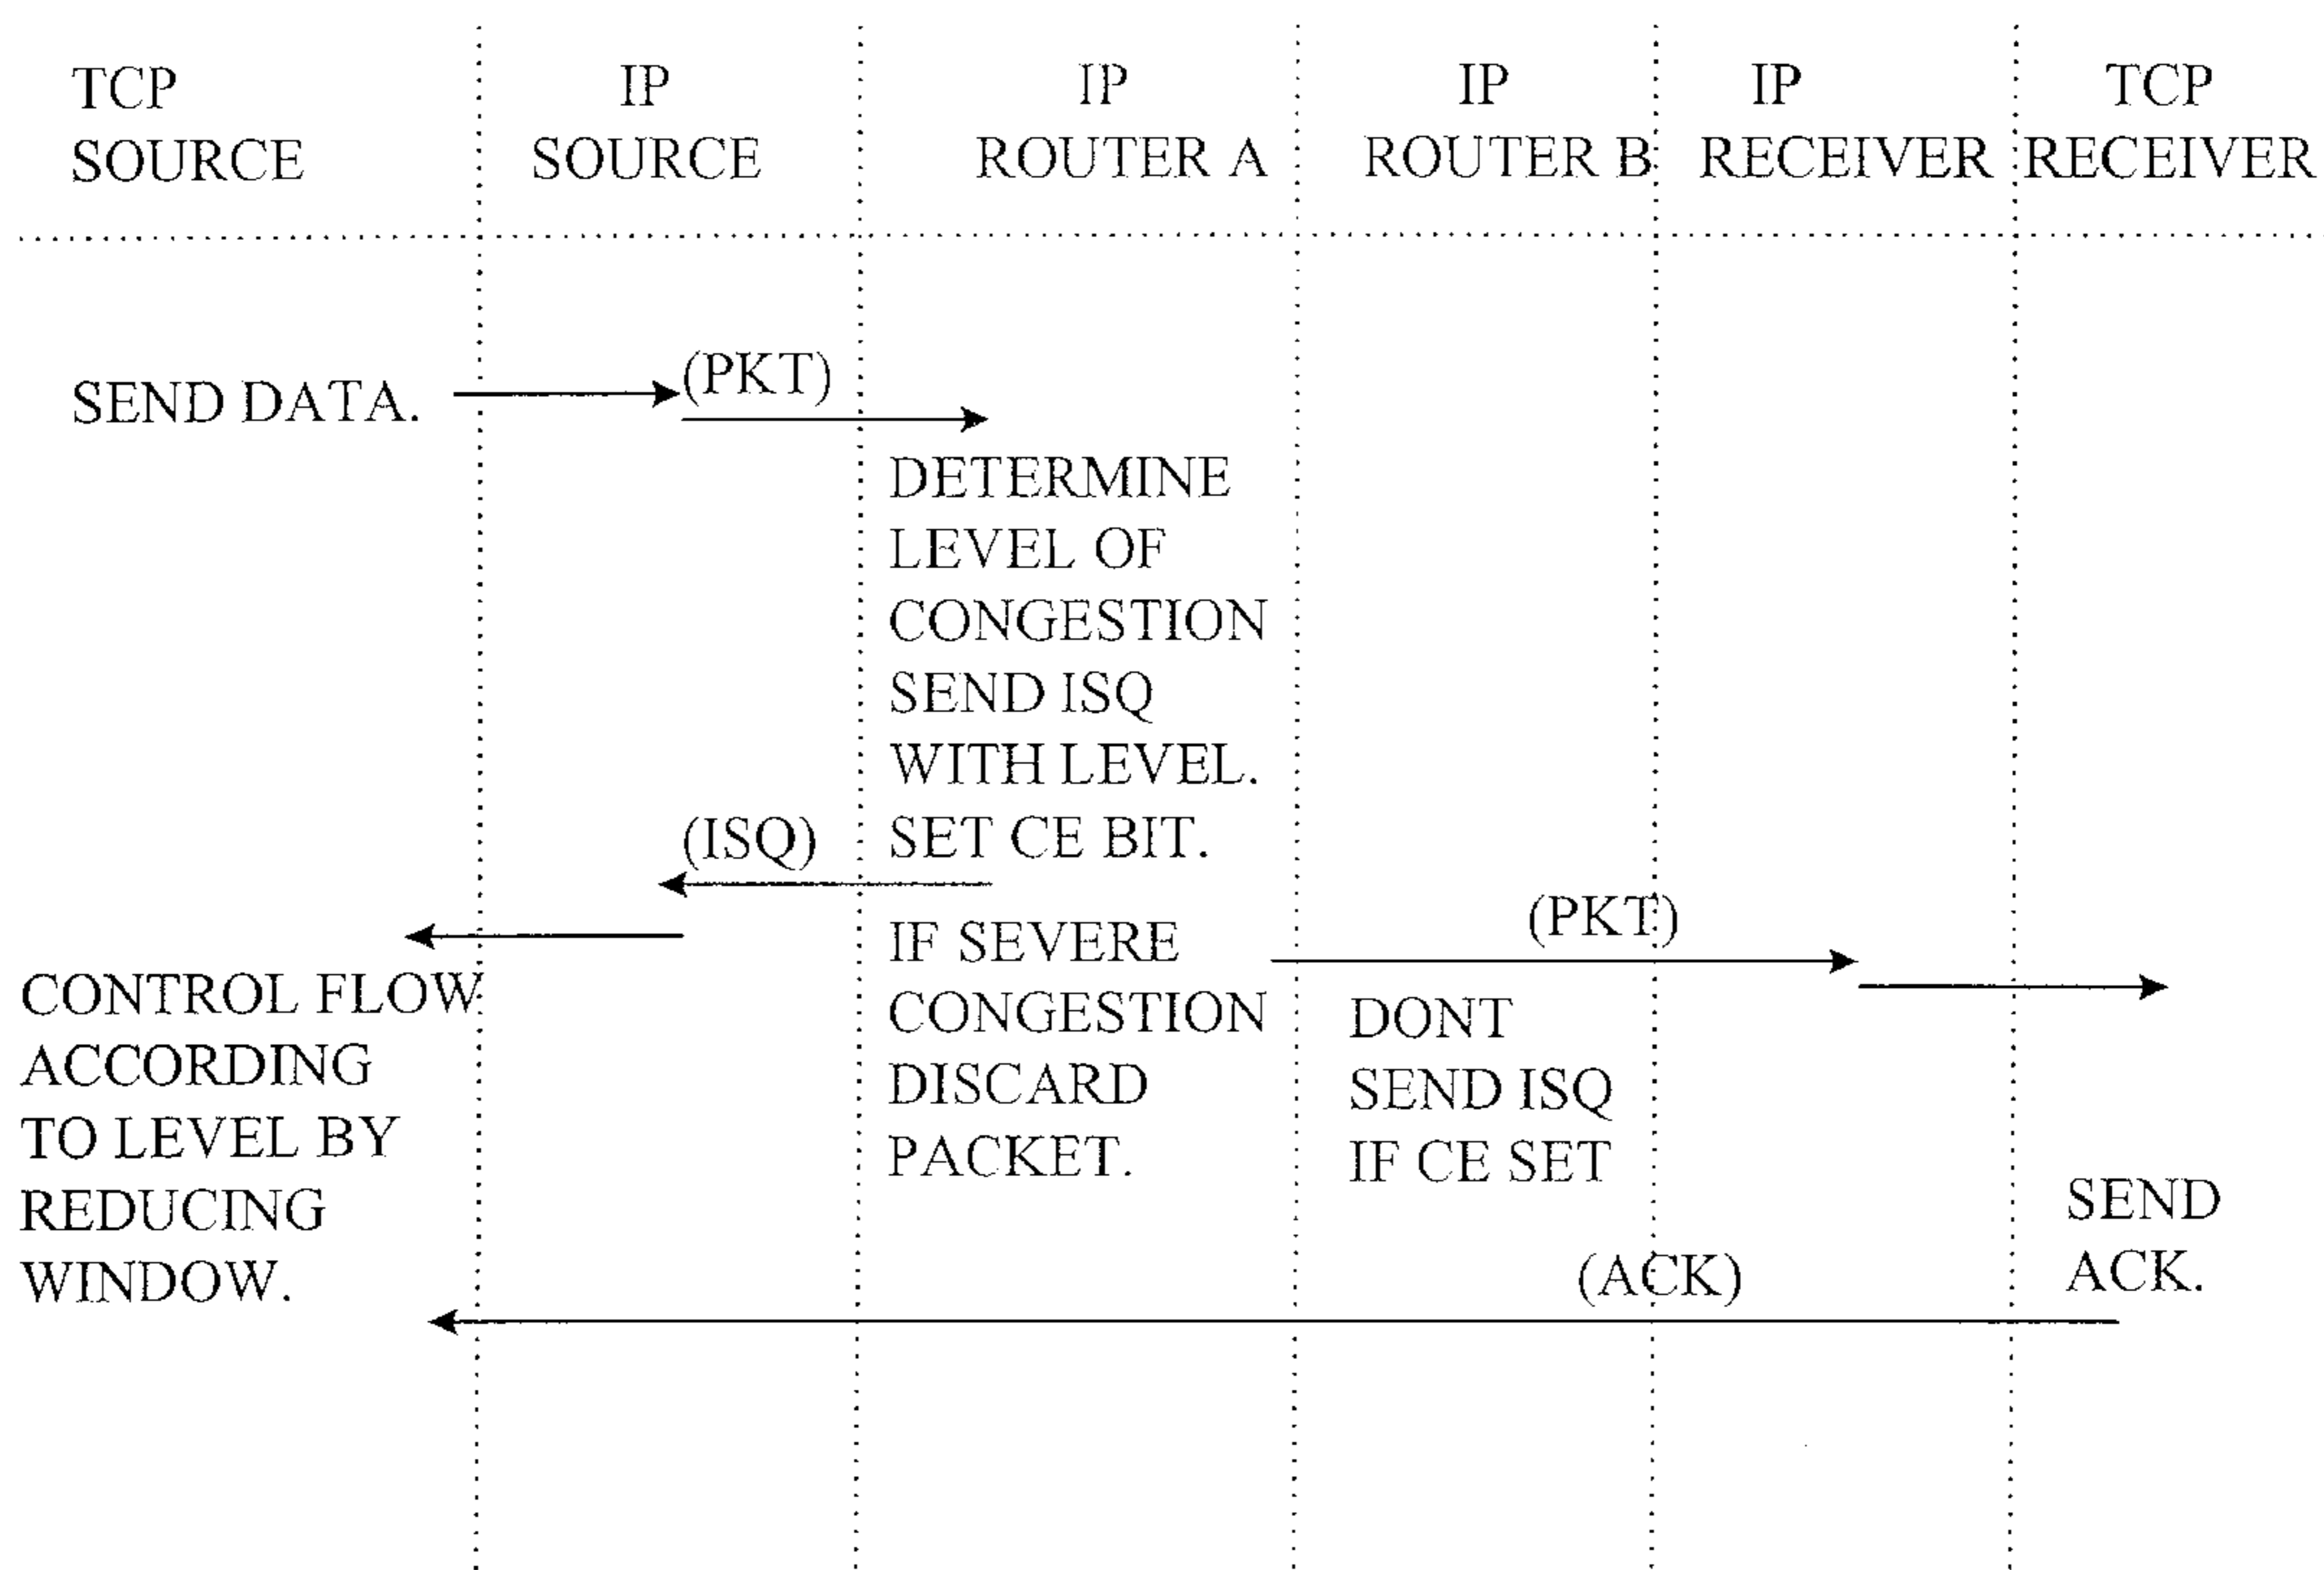 TCP
SOURCE
IP
SOURCE
IP
ROUTER A
IP
ROUTER B
IP
RECEIVER
TCP
RECEIVER
SEND DATA.
(PKT)
DETERMINE
LEVEL OF
CONGESTION
SEND ISQ
WITH LEVEL.
SET CE BIT.
(ISQ)
IF SEVERE
CONGESTION
DISCARD
PACKET.
CONTROL FLOW
ACCORDING
TO LEVEL BY
REDUCING
WINDOW.
(PKT)
DONT
SEND ISQ
IF CE SET
SEND
ACK.
(ACK)